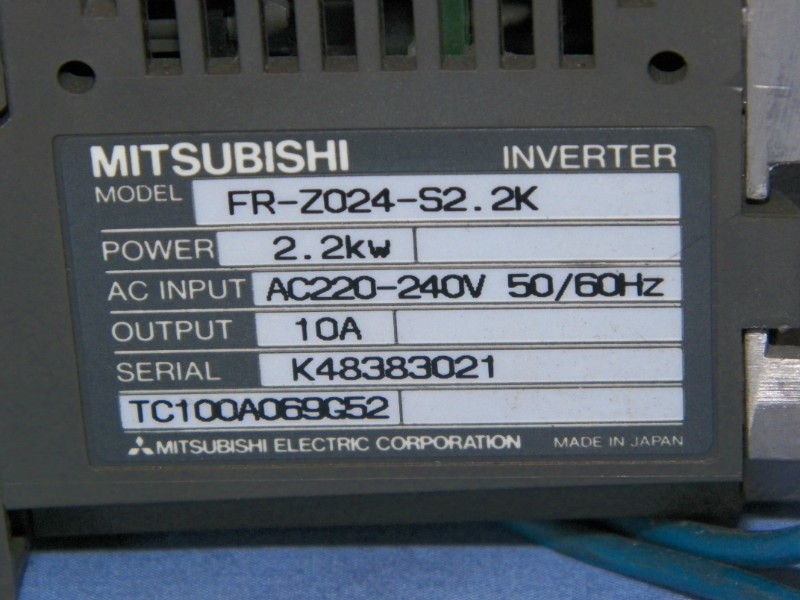 MITSUBISHI INVERTER
MODEL FR-Z024-S2.2K
POWER 2.2kw
AC INPUT AC220-240V 50/60Hz
OUTPUT 10A
SERIAL K48383021
TC100A069G52
MITSUBISHI ELECTRIC CORPORATION MADE IN JAPAN